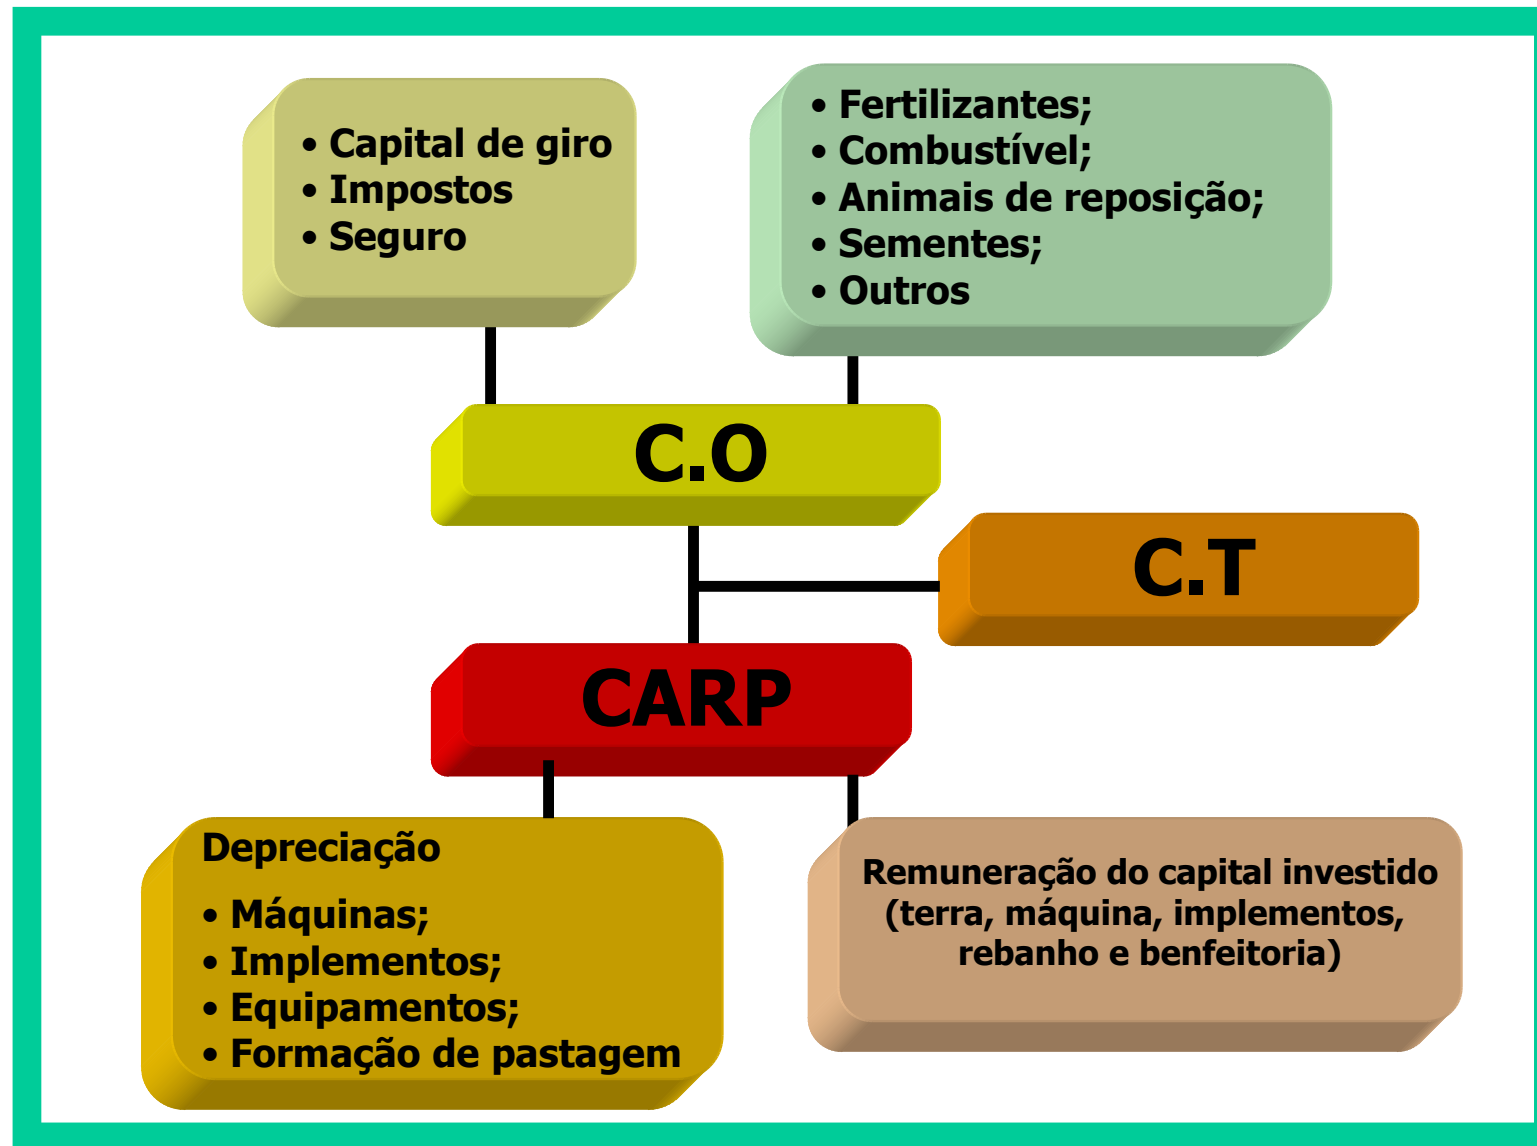 • Capital de giro
• Impostos
• Seguro
• Fertilizantes;
• Combustível;
• Animais de reposição;
• Sementes;
• Outros
C.O
C.T
CARP
Depreciação
• Máquinas;
• Implementos;
• Equipamentos;
• Formação de pastagem
Remuneração do capital investido
(terra, máquina, implementos,
rebanho e benfeitoria)